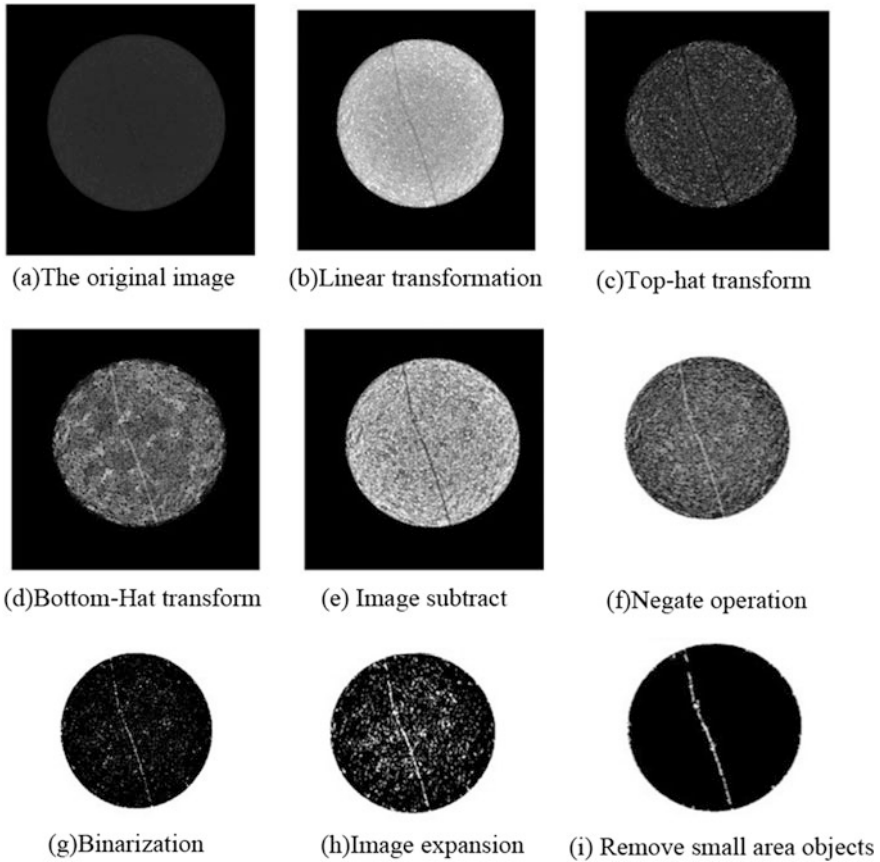 (a)The original image
(b)Linear transformation
(c)Top-hat transform
(d)Bottom-Hat transform
(e) Image subtract
(f)Negate operation
(g)Binarization
(h)Image expansion
(i) Remove small area objects